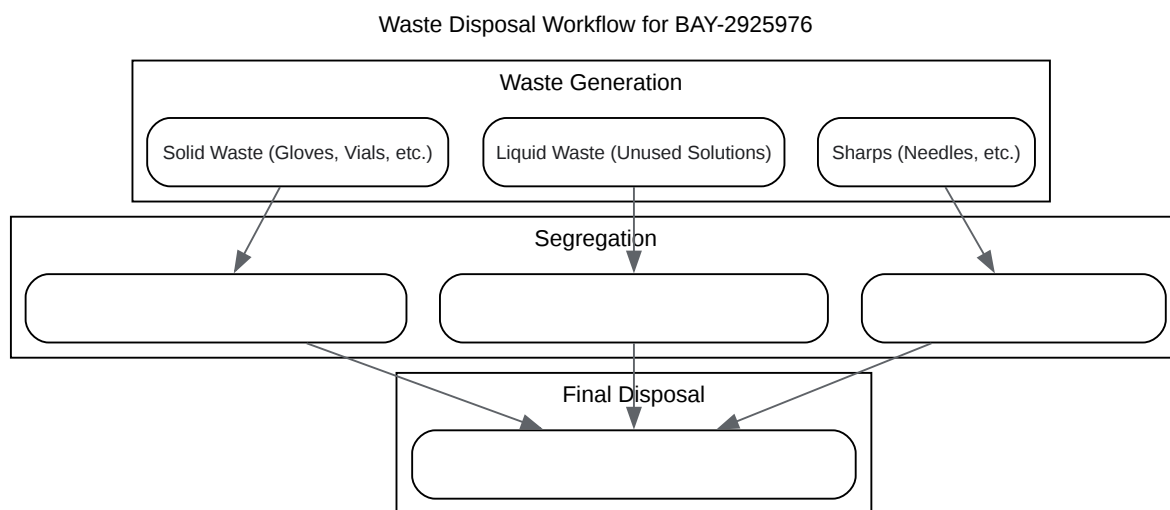 Waste Disposal Workflow for BAY-2925976
Waste Generation
Solid Waste (Gloves, Vials, etc.)
Liquid Waste (Unused Solutions)
Sharps (Needles, etc.)
Segregation
Final Disposal